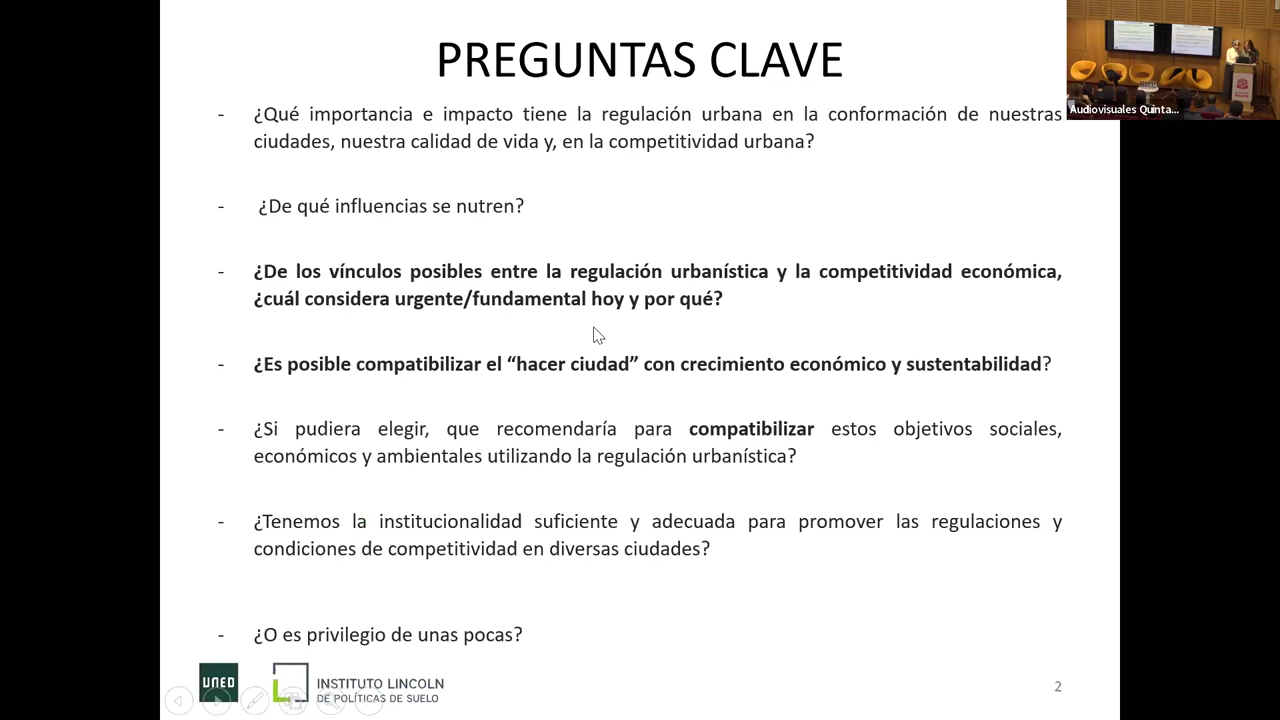 PREGUNTAS CLAVE
- ¿Qué importancia e impacto tiene la regulación urbana en la conformación de nuestras
ciudades, nuestra calidad de vida y, en la competitividad urbana?
- ¿De qué influencias se nutren?
- ¿De los vínculos posibles entre la regulación urbanística y la competitividad económica,
¿cuál considera urgente/fundamental hoy y por qué?
- ¿Es posible compatibilizar el “hacer ciudad” con crecimiento económico y sustentabilidad?
- ¿Si pudiera elegir, que recomendaría para compatibilizar estos objetivos sociales,
económicos y ambientales utilizando la regulación urbanística?
- ¿Tenemos la institucionalidad suficiente y adecuada para promover las regulaciones y
condiciones de competitividad en diversas ciudades?
- ¿O es privilegio de unas pocas?
UNED
INSTITUTO LINCOLN
DE POLÍTICAS DE SUELO
2
Audiovisuales Quinta...